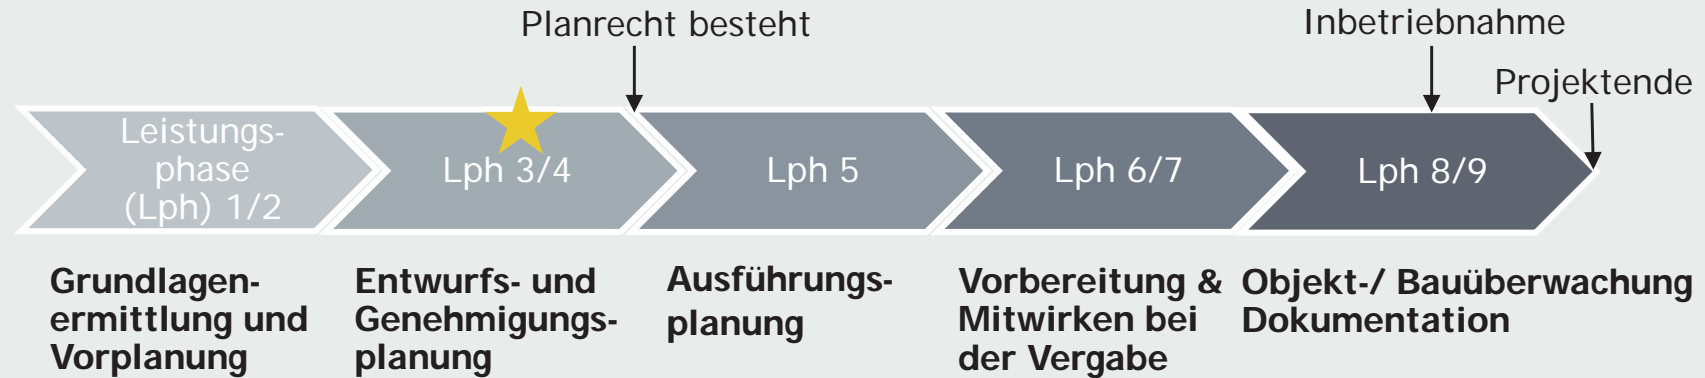 Planrecht besteht
Inbetriebnahme
Projektende
Leistungs-
phase
(Lph) 1/2
Lph 3/4
Lph 5
Lph 6/7
Lph 8/9
Grundlagen-
ermittlung und
Vorplanung
Entwurfs- und
Genehmigungs-
planung
Ausführungs-
planung
Vorbereitung &
Mitwirken bei
der Vergabe
Objekt-/ Bauüberwachung
Dokumentation